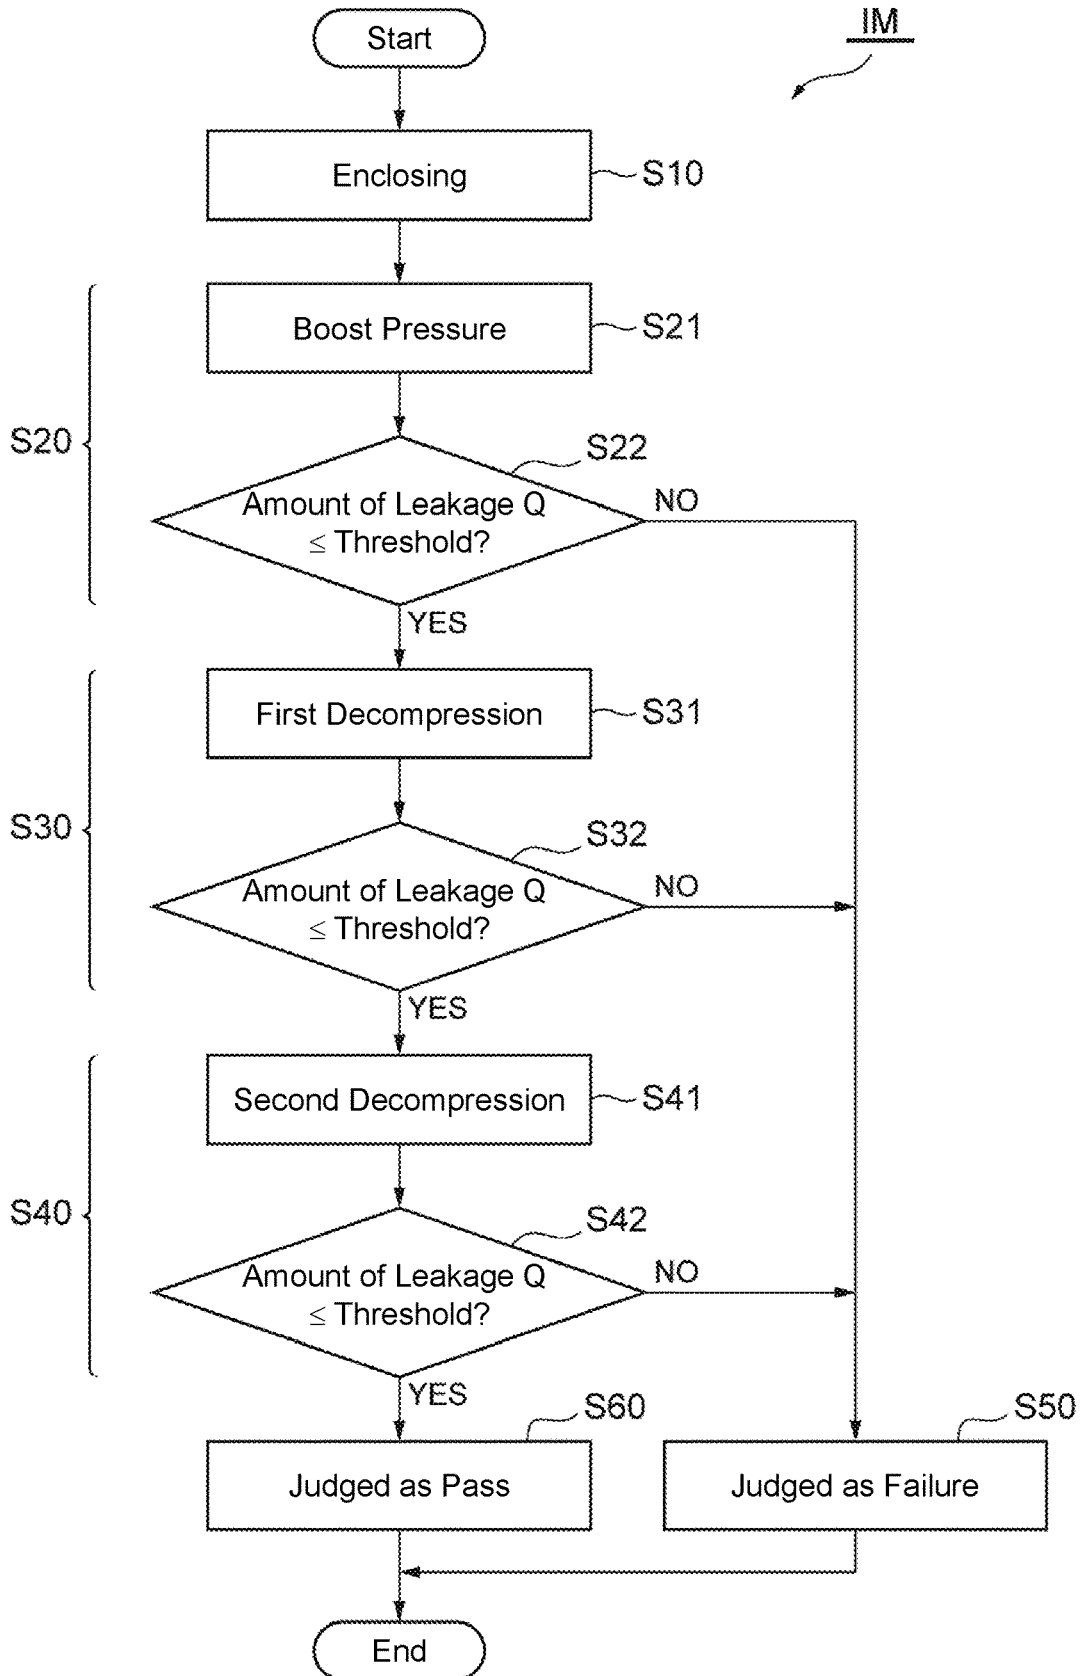 IM
Start
Enclosing
S10
Boost Pressure
S21
S20
S22
Amount of Leakage Q
≤ Threshold?
NO
YES
First Decompression
S31
S30
S32
Amount of Leakage Q
≤ Threshold?
NO
YES
Second Decompression
S41
S40
S42
Amount of Leakage Q
≤ Threshold?
NO
YES
S60
Judged as Pass
S50
Judged as Failure
End